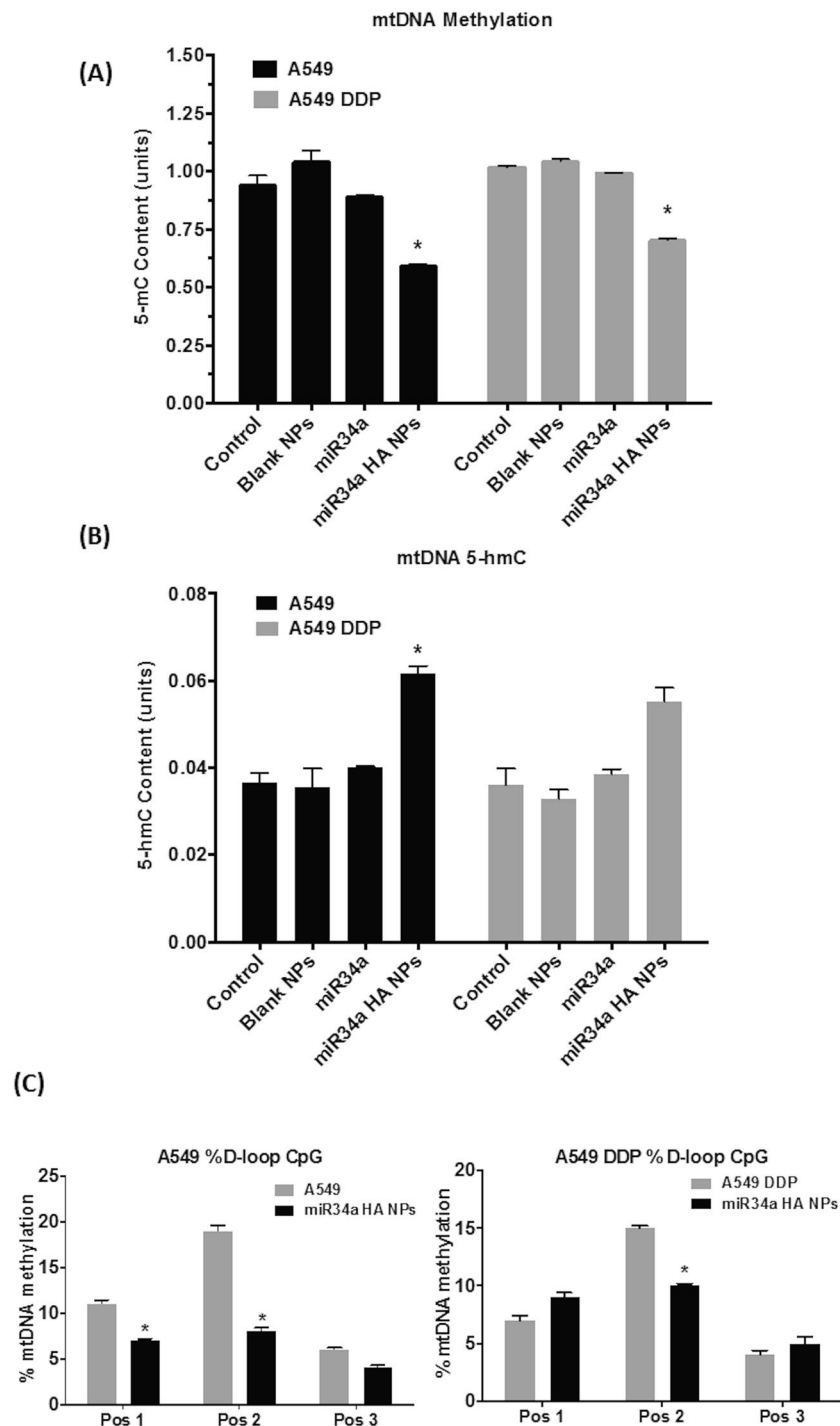 mtDNA Methylation
(A)
A549
A549 DDP
5-mC Content (units)
1.50
1.25
1.00
0.75
0.50
0.25
0.00
*
*
Control
Blank NPs
miR34a
miR34a HA NPs
Control
Blank NPs
miR34a
miR34a HA NPs
(B)
mtDNA 5-hmC
A549
A549 DDP
5-hmC Content (units)
0.08
0.06
0.04
0.02
0.00
*
Control
Blank NPs
miR34a
miR34a HA NPs
Control
Blank NPs
miR34a
miR34a HA NPs
(C)
A549 %D-loop CpG
A549
miR34a HA NPs
% mtDNA methylation
25
20
15
10
5
0
*
*
Pos 1
Pos 2
Pos 3
A549 DDP % D-loop CpG
A549 DDP
miR34a HA NPs
% mtDNA methylation
20
15
10
5
0
*
Pos 1
Pos 2
Pos 3